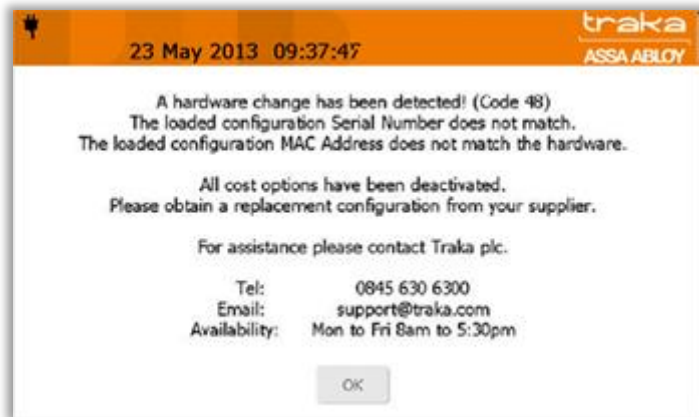 traka
23 May 2013 09:37:47
ASSA ABLOY
A hardware change has been detected! (Code 48)
The loaded configuration Serial Number does not match.
The loaded configuration MAC Address does not match the hardware.
All cost options have been deactivated.
Please obtain a replacement configuration from your supplier.
For assistance please contact Traka plc.
Tel: 0845 630 6300
Email: support@traka.com
Availability: Mon to Fri 8am to 5:30pm
OK